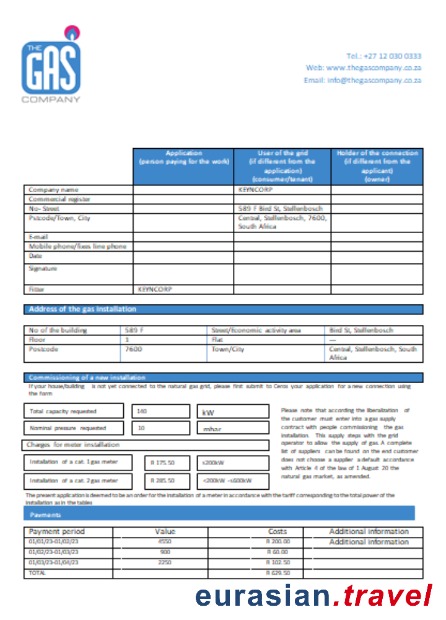 THE
GAS
COMPANY
Tel.: +27 12 030 0333
Web: www.thegascompany.co.za
Email: info@thegascompany.co.za
Application
(person paying for the work)
User of the grid
(if different from the
application)
(consumer/tenant)
Holder of the connection
(if different from the
applicant)
(owner)
Company name KEYNCORP
Commercial register
No- Street 589 F Bird St, Stellenbosch
Pstcode/Town, City Central, Stellenbosch, 7600,
South Africa
E-mail
Mobile phone/fixes line phone
Date
Signature
Fitter KEYNCORP
Address of the gas installation
No of the building 589 F Street/Economic activity area Bird St, Stellenbosch
Floor 3 Flat —
Postcode 7600 Town/City Central, Stellenbosch, South
Africa
Commissioning of a new installation
If your house/building is not yet connected to the natural gas grid, please first submit to Ceros your application for a new connection using
the form
Total capacity requested 160 kW
Nominal pressure requested 10 mbar
Charges for meter installation
Installation of a cat. 1 gas meter R 175.50 ≤200kW
Installation of a cat. 2 gas meter R 285.50 <200kW -≤600kW
Please note that according the liberalization of
the customer must enter into a gas supply
contract with people commissioning the gas
installation. This supply steps with the grid
operator to allow the supply of gas. A complete
list of suppliers can be found on the end customer
does not choose a supplier a default accordance
with Article 4 of the law of 1 August 20 the
natural gas market, as amended.
The present application is deemed to be an order for the installation of a meter in accordance with the tariff corresponding to the total power of the
installation as in the tables
Payments
Payment period Value Costs Additional information
01/01/23-01/02/23 4550 R 200.00 Additional information
01/02/23-01/03/23 900 R 60.00
01/03/23-01/04/23 2250 R 102.50
TOTAL R 629.50
eurasian.travel